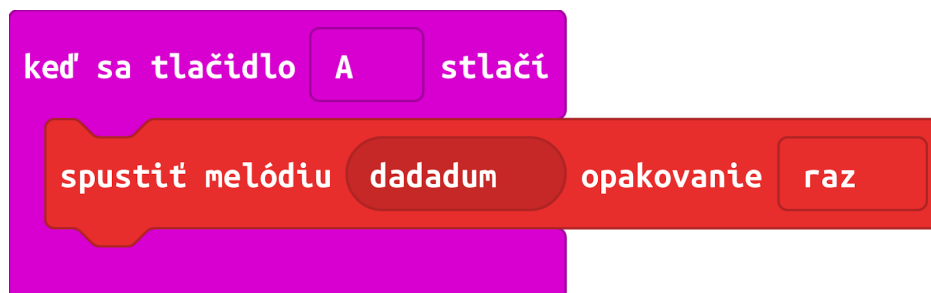 keď sa tlačidlo A stlačí
spustiť melódiu dadadum opakovanie raz